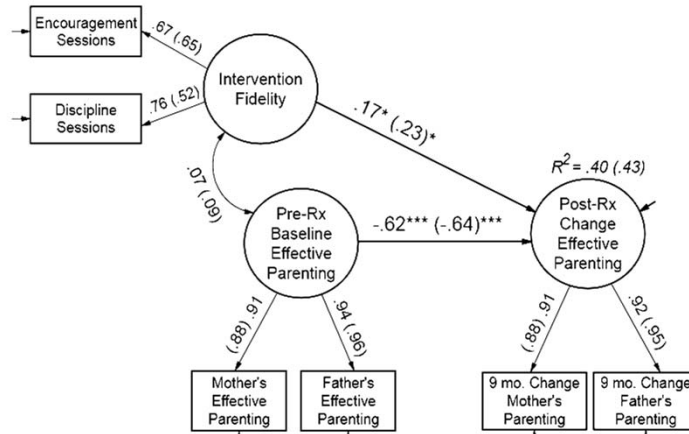 Encouragement
Sessions
.67 (.65)
Intervention
Fidelity
Discipline
Sessions
.76 (.52)
.17* (.23)*
R² = .40 (.43)
.07 (.09)
Pre-Rx
Baseline
Effective
Parenting
-.62*** (-.64)***
Post-Rx
Change
Effective
Parenting
(.88) .91
.94 (.96)
(.88) .91
.92 (.95)
Mother's
Effective
Parenting
Father's
Effective
Parenting
9 mo. Change
Mother's
Parenting
9 mo. Change
Father's
Parenting